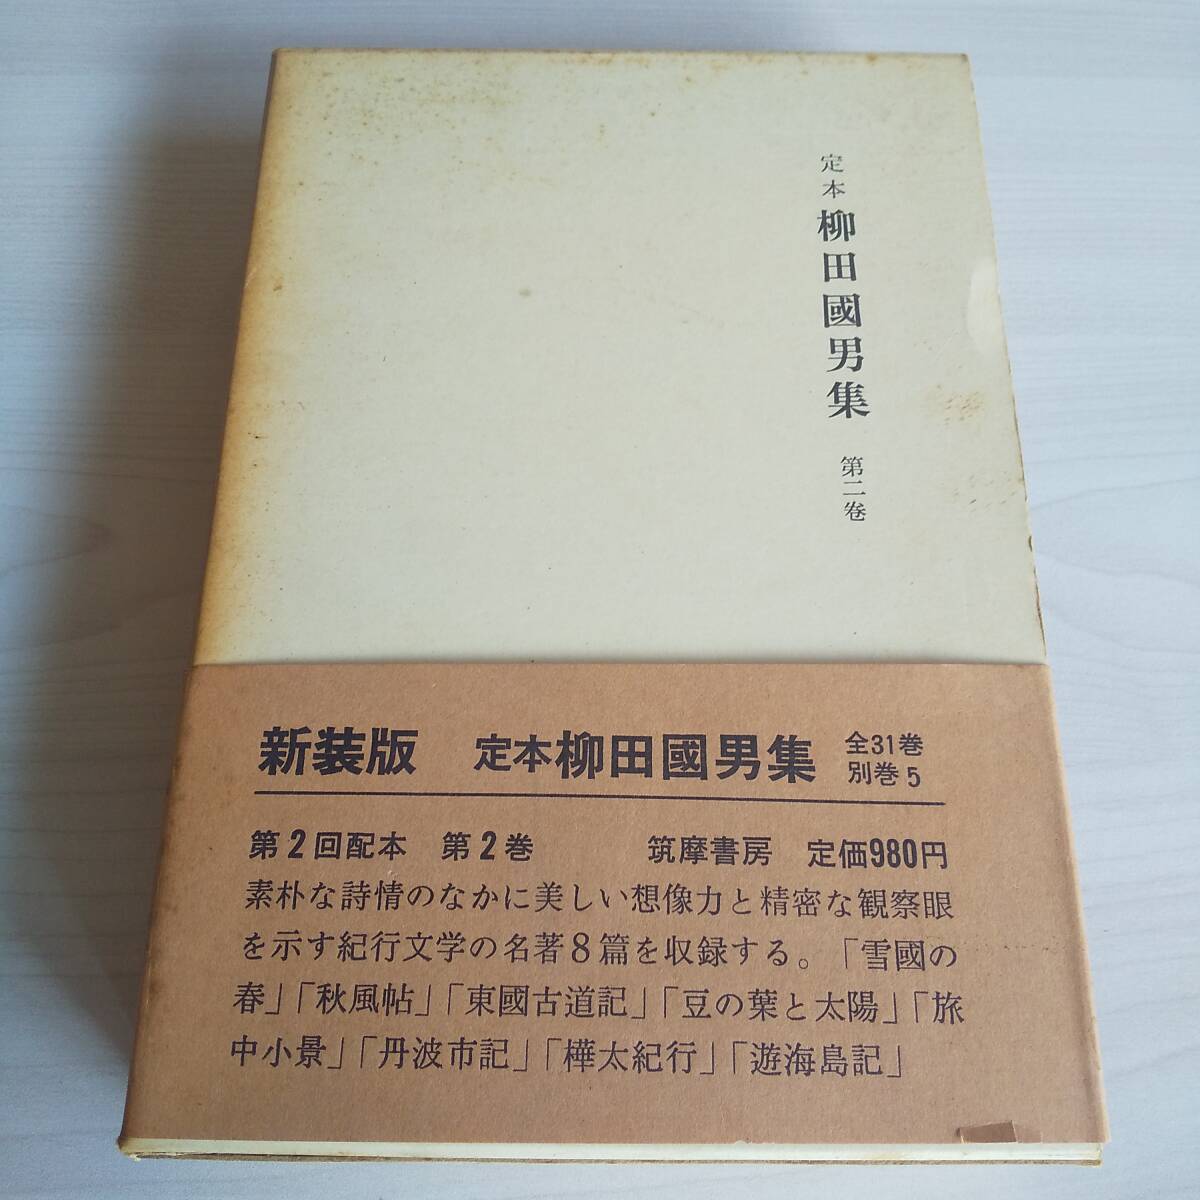 定本 柳田國男集 第二卷
新装版 定本柳田國男集 全31巻
別巻5
第2回配本 第2巻 筑摩書房 定価980円
素朴な詩情のなかに美しい想像力と精密な観察眼
を示す紀行文学の名著8篇を収録する。「雪國の
春」「秋風帖」「東國古道記」「豆の葉と太陽」「旅
中小景」「丹波市記」「樺太紀行」「遊海島記」